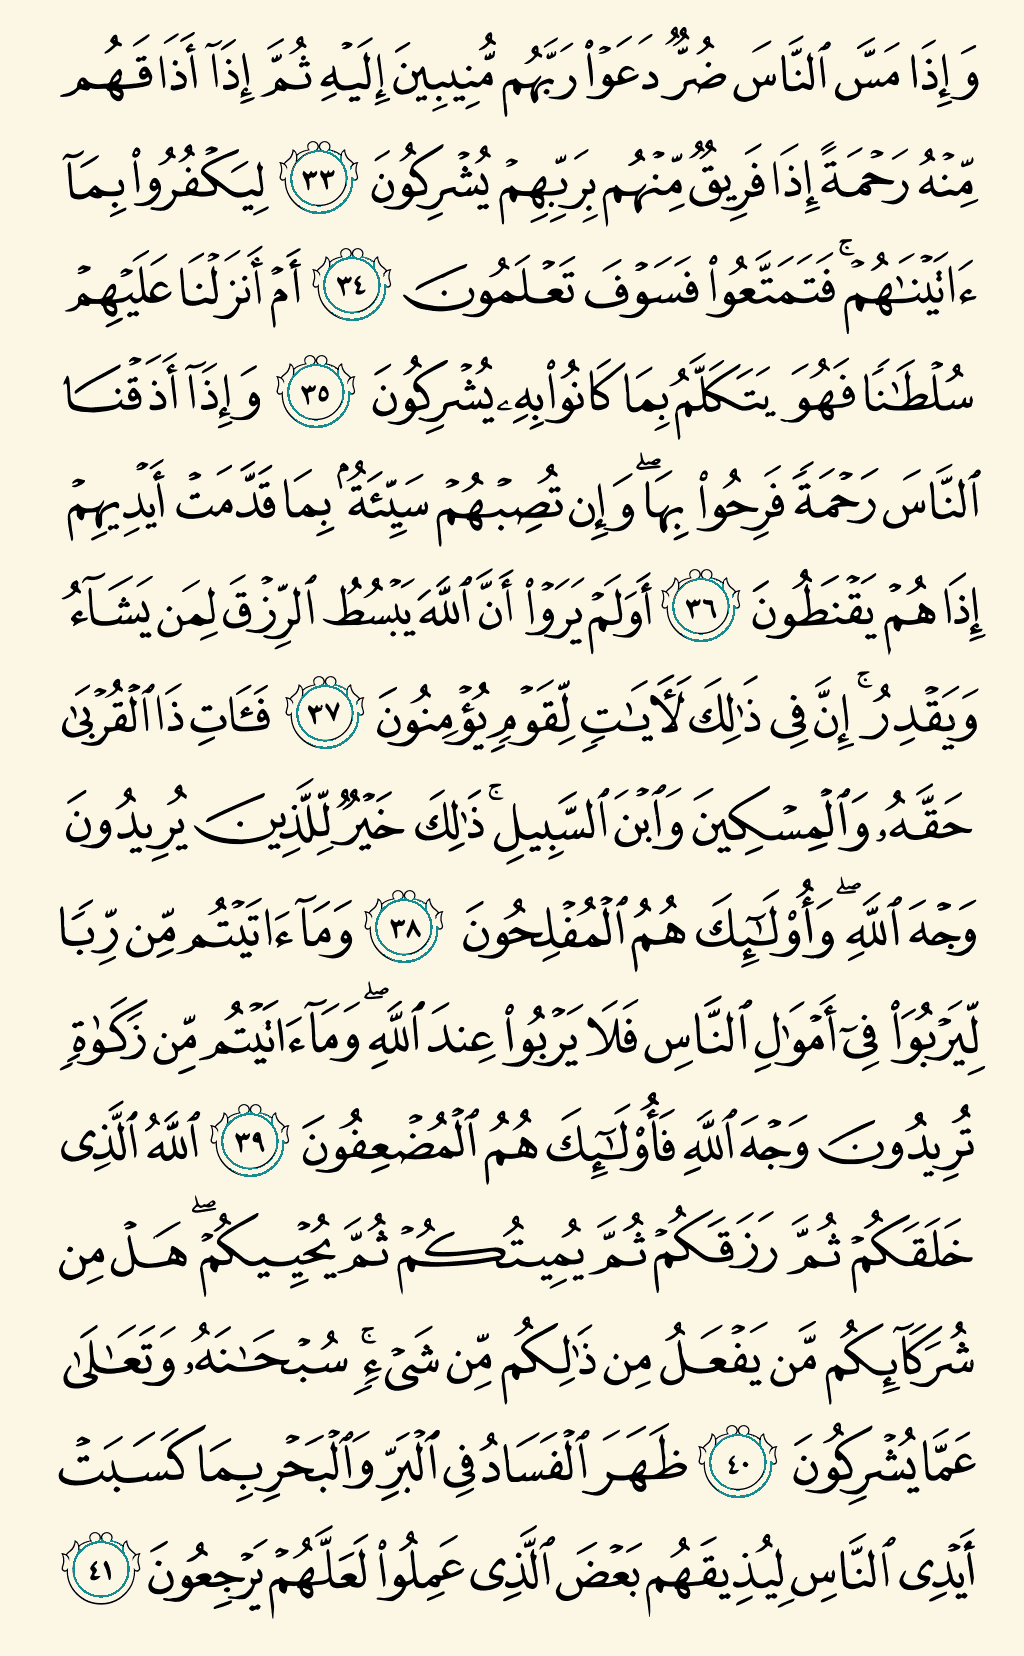 وَإِذَا مَسَّ ٱلنَّاسَ ضُرٌّ دَعَوْا۟ رَبَّهُم مُّنِيبِينَ إِلَيْهِ ثُمَّ إِذَآ أَذَاقَهُم
مِّنْهُ رَحْمَةً إِذَا فَرِيقٌ مِّنْهُم بِرَبِّهِمْ يُشْرِكُونَ ٣٣ لِيَكْفُرُوا۟ بِمَآ
ءَاتَيْنَـٰهُمْ ۚ فَتَمَتَّعُوا۟ فَسَوْفَ تَعْلَمُونَ ٣٤ أَمْ أَنزَلْنَا عَلَيْهِمْ
سُلْطَـٰنًا فَهُوَ يَتَكَلَّمُ بِمَا كَانُوا۟ بِهِۦ يُشْرِكُونَ ٣٥ وَإِذَآ أَذَقْنَا
ٱلنَّاسَ رَحْمَةً فَرِحُوا۟ بِهَا ۖ وَإِن تُصِبْهُمْ سَيِّئَةٌۢ بِمَا قَدَّمَتْ أَيْدِيهِمْ
إِذَا هُمْ يَقْنَطُونَ ٣٦ أَوَلَمْ يَرَوْا۟ أَنَّ ٱللَّهَ يَبْسُطُ ٱلرِّزْقَ لِمَن يَشَآءُ
وَيَقْدِرُ ۚ إِنَّ فِى ذَٰلِكَ لَـَٔايَـٰتٍ لِّقَوْمٍ يُؤْمِنُونَ ٣٧ فَـَٔاتِ ذَا ٱلْقُرْبَىٰ
حَقَّهُۥ وَٱلْمِسْكِينَ وَٱبْنَ ٱلسَّبِيلِ ۚ ذَٰلِكَ خَيْرٌ لِّلَّذِينَ يُرِيدُونَ
وَجْهَ ٱللَّهِ ۖ وَأُو۟لَـٰٓئِكَ هُمُ ٱلْمُفْلِحُونَ ٣٨ وَمَآ ءَاتَيْتُم مِّن رِّبًا
لِّيَرْبُوَا۟ فِىٓ أَمْوَٰلِ ٱلنَّاسِ فَلَا يَرْبُوا۟ عِندَ ٱللَّهِ ۖ وَمَآ ءَاتَيْتُم مِّن زَكَوٰةٍ
تُرِيدُونَ وَجْهَ ٱللَّهِ فَأُو۟لَـٰٓئِكَ هُمُ ٱلْمُضْعِفُونَ ٣٩ ٱللَّهُ ٱلَّذِى
خَلَقَكُمْ ثُمَّ رَزَقَكُمْ ثُمَّ يُمِيتُكُمْ ثُمَّ يُحْيِيكُمْ ۖ هَلْ مِن
شُرَكَآئِكُم مَّن يَفْعَلُ مِن ذَٰلِكُم مِّن شَىْءٍ ۚ سُبْحَـٰنَهُۥ وَتَعَـٰلَىٰ
عَمَّا يُشْرِكُونَ ٤٠ ظَهَرَ ٱلْفَسَادُ فِى ٱلْبَرِّ وَٱلْبَحْرِ بِمَا كَسَبَتْ
أَيْدِى ٱلنَّاسِ لِيُذِيقَهُم بَعْضَ ٱلَّذِى عَمِلُوا۟ لَعَلَّهُمْ يَرْجِعُونَ ٤١